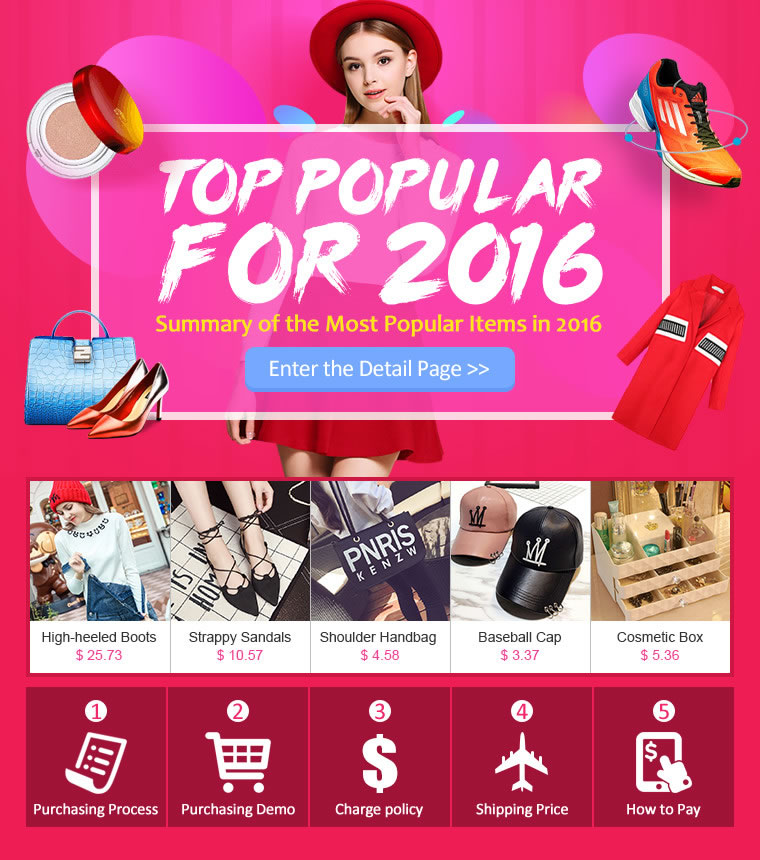 TOP POPULAR
FOR 2016
Summary of the Most Popular Items in 2016
Enter the Detail Page >>
PNRIS
KENZW
High-heeled Boots
$ 25.73
Strappy Sandals
$ 10.57
Shoulder Handbag
$ 4.58
Baseball Cap
$ 3.37
Cosmetic Box
$ 5.36
1
Purchasing Process
2
Purchasing Demo
3
$
Charge policy
4
Shipping Price
5
$
How to Pay